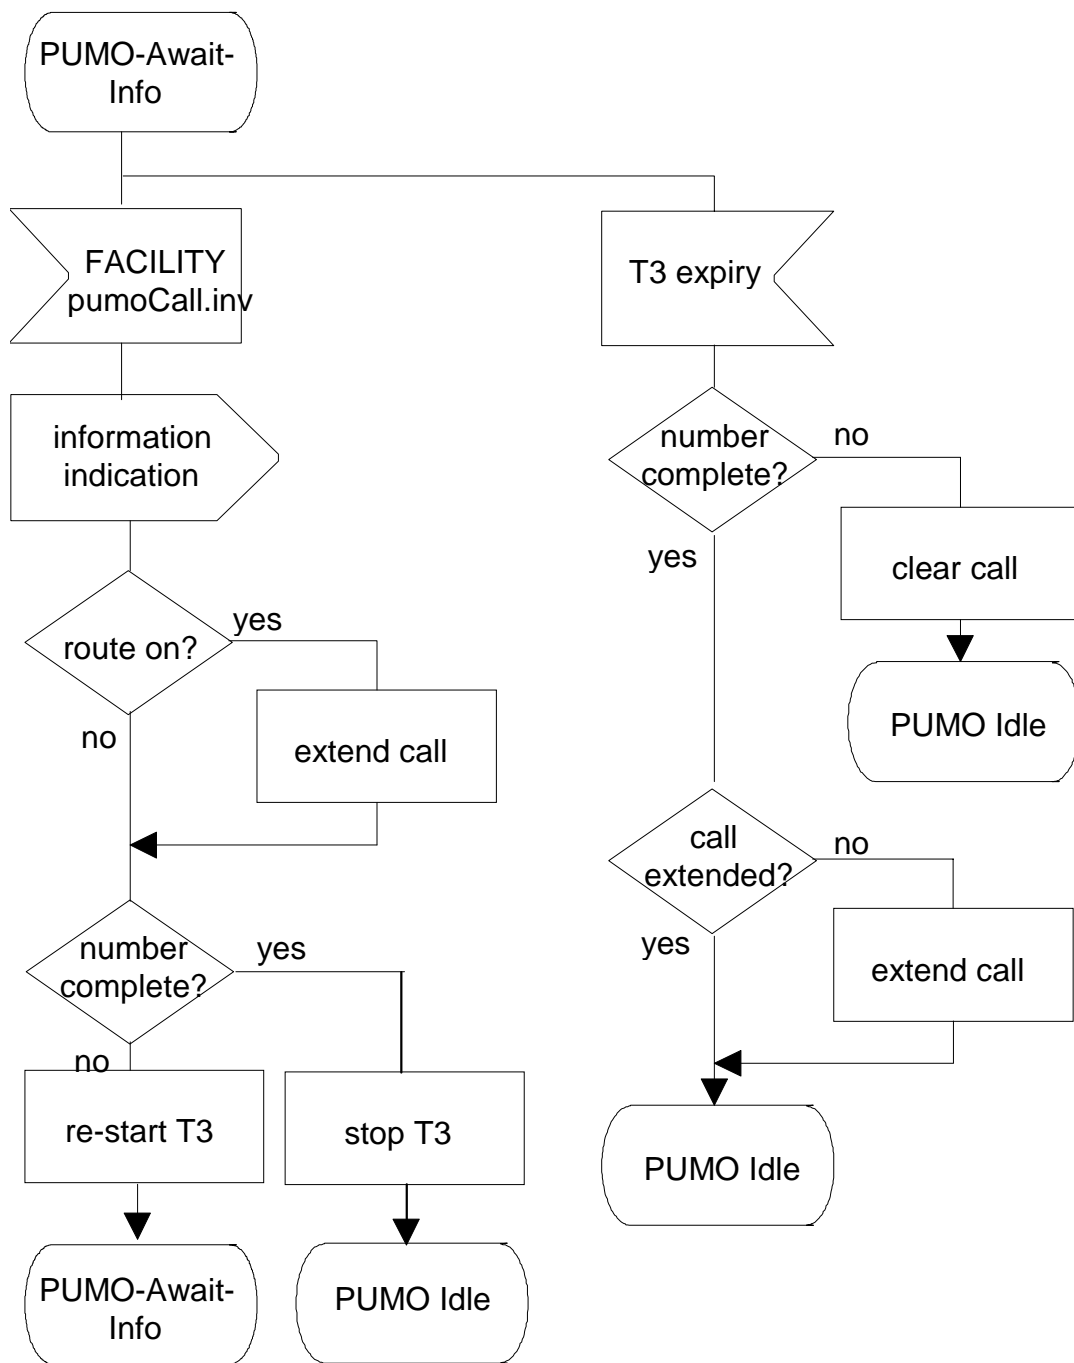 PUMO-Await-
Info
FACILITY
pumoCall.inv
information
indication
route on?
yes
no
extend call
number
complete?
yes
no
re-start T3
stop T3
PUMO-Await-
Info
PUMO Idle
T3 expiry
number
complete?
no
yes
clear call
PUMO Idle
call
extended?
no
yes
extend call
PUMO Idle